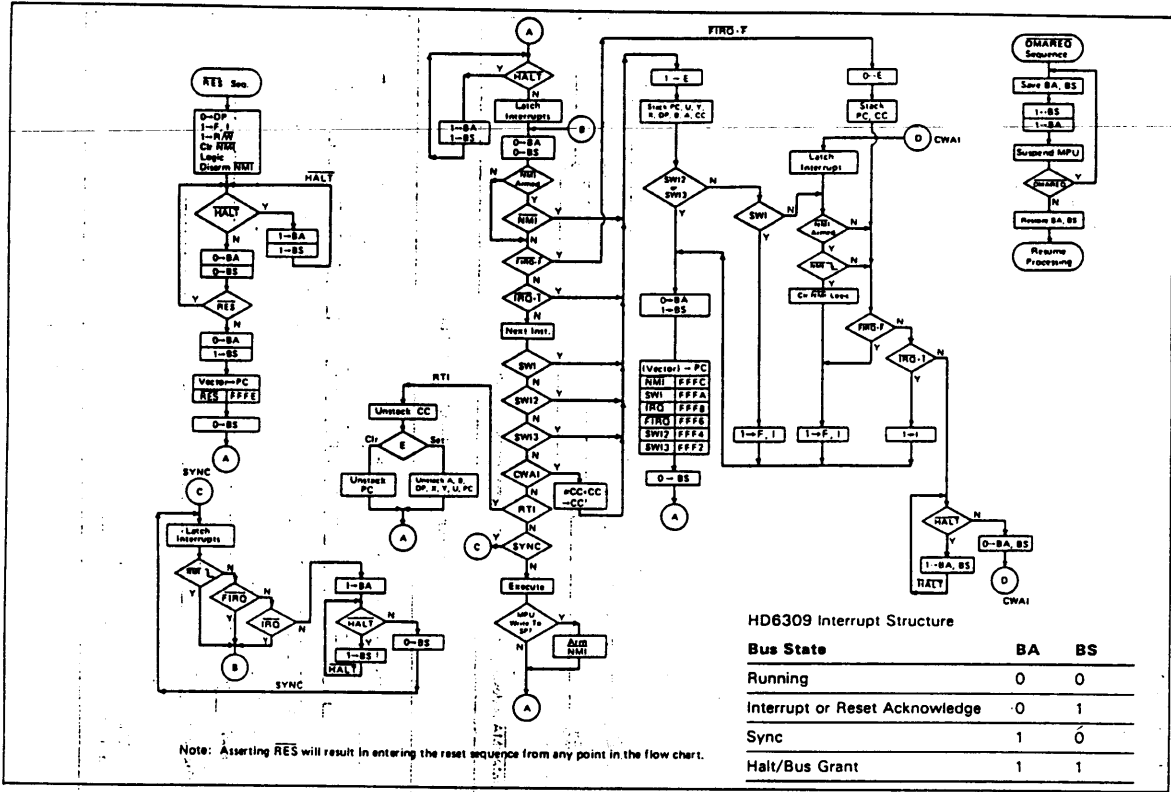 RES Seq.
0→DP
1→F, I
1→R/W
Clr NMI
Logic
Disarm NMI
HALT
HALT
Y
N
1→BA
1→BS
0→BA
0→BS
Y
RES
N
0→BA
1→BS
Vector→PC
RES FFFE
0→BS
A
SYNC
C
Latch
Interrupts
NMI
N
Y
FIRQ
N
Y
IRQ
N
Y
B
1→BA
HALT
N
Y
1→BS
HALT
0→BS
SYNC
A
Y
HALT
N
Latch
Interrupts
B
1→BA
1→BS
0→BA
0→BS
N
NMI
Armed
Y
NMI
Y
N
FIRQ·F
Y
N
IRQ·I
Y
N
Next Inst.
SWI
Y
N
SWI2
Y
N
SWI3
Y
N
CWAI
Y
N
RTI
Y
N
C
Y
SYNC
N
Execute
MPU
Write To
SP?
Y
N
Arm
NMI
A
RTI
Unstack CC
Clr
E
Set
Unstack
PC
Unstack A, B,
DP, X, Y, U, PC
A
FIRQ·F
1→E
Stack PC, U, Y,
X, DP, B, A, CC
SWI2
or
SWI3
N
Y
SWI
N
Y
0→BA
1→BS
(Vector)→PC
NMI FFFC
SWI FFFA
IRQ FFF8
FIRQ FFF6
SWI2 FFF4
SWI3 FFF2
0→BS
A
0→E
Stack
PC, CC
D
CWAI
Latch
Interrupt
NMI
Armed
N
Y
NMI
N
Y
Clr NMI Logic
FIRQ·F
N
Y
IRQ·I
N
Y
1→F, I
1→F, I
1→I
HALT
N
Y
1→BA, BS
HALT
0→BA, BS
D
CWAI
DMAREQ
Sequence
Save BA, BS
1→BS
1→BA
Suspend MPU
DMAREQ
Y
N
Restore BA, BS
Resume
Processing
HD6309 Interrupt Structure
Bus State BA BS
Running 0 0
Interrupt or Reset Acknowledge 0 1
Sync 1 0
Halt/Bus Grant 1 1
Note: Asserting RES will result in entering the reset sequence from any point in the flow chart.